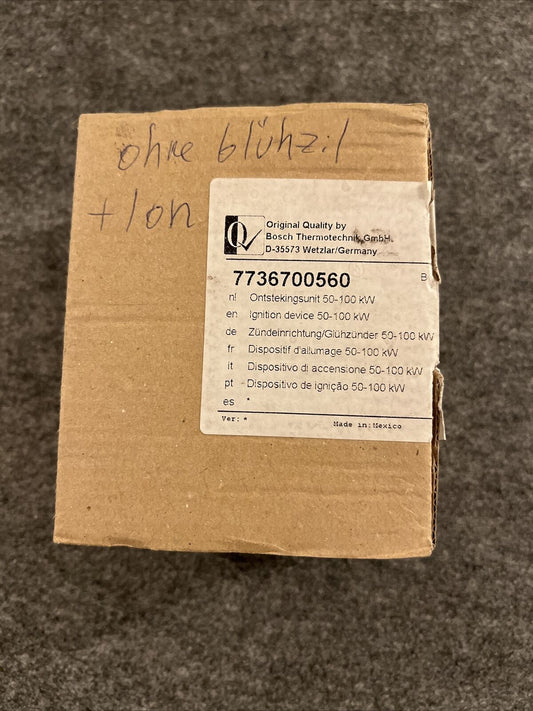 ohne Glühz.
+ Ion
Original Quality by
Bosch Thermotechnik GmbH.
D-35573 Wetzlar/Germany
7736700560 B
nl Ontstekingsunit 50-100 kW
en Ignition device 50-100 kW
de Zündeinrichtung/Glühzünder 50-100 kW
fr Dispositif d'allumage 50-100 kW
it Dispositivo di accensione 50-100 kW
pt Dispositivo de ignição 50-100 kW
es *
Ver: * Made in: Mexico